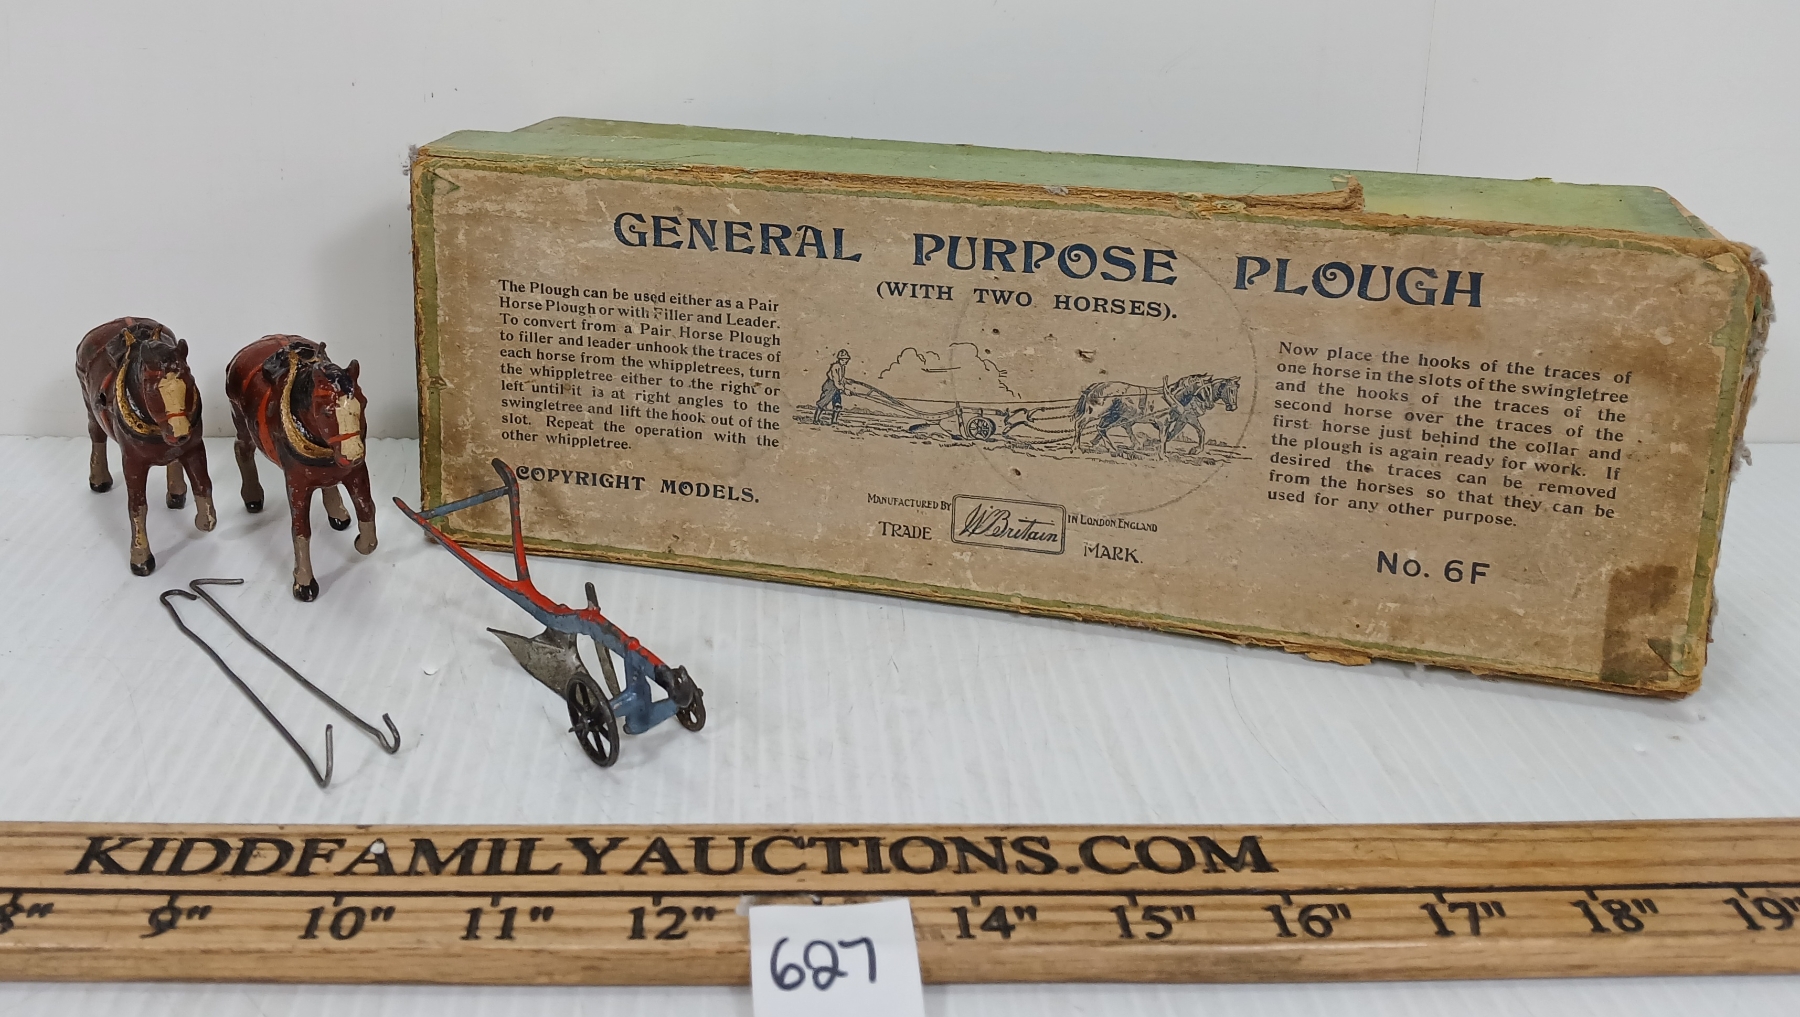 GENERAL PURPOSE PLOUGH
(WITH TWO HORSES).
The Plough can be used either as a Pair
Horse Plough or with Filler and Leader.
To convert from a Pair Horse Plough
to filler and leader unhook the traces of
each horse from the whippletrees, turn
the whippletree either to the right or
left until it is at right angles to the
swingletree and lift the hook out of the
slot. Repeat the operation with the
other whippletree.
COPYRIGHT MODELS.
Now place the hooks of the traces of
one horse in the slots of the swingletree
and the hooks of the traces of the
second horse over the traces of the
first horse just behind the collar and
the plough is again ready for work. If
desired the traces can be removed
from the horses so that they can be
used for any other purpose.
MANUFACTURED BY W Britain IN LONDON, ENGLAND
TRADE MARK.
No. 6F
KIDDFAMILYAUCTIONS.COM
8" 9" 10" 11" 12" 14" 15" 16" 17" 18" 19"
627